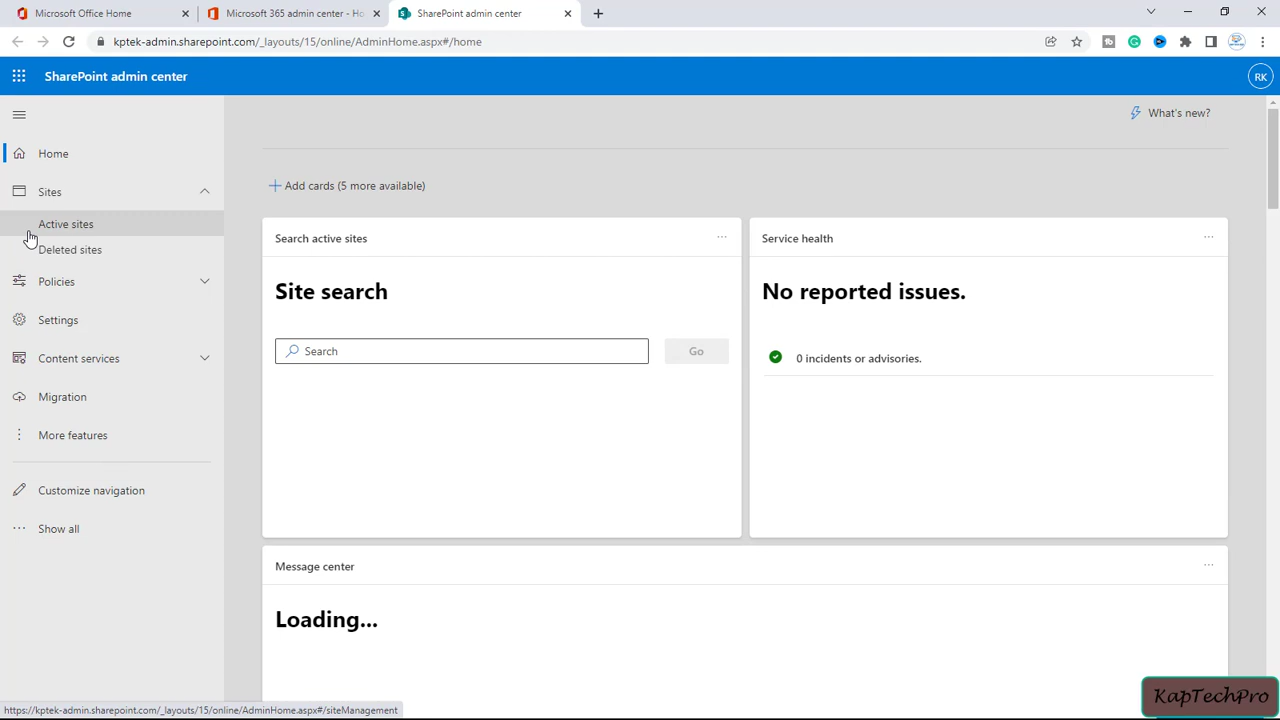 Microsoft Office Home
Microsoft 365 admin center - Ho
SharePoint admin center
kptek-admin.sharepoint.com/_layouts/15/online/AdminHome.aspx#/home
SharePoint admin center
RK
What's new?
Home
Sites
Active sites
Deleted sites
Policies
Settings
Content services
Migration
More features
Customize navigation
Show all
Add cards (5 more available)
Search active sites
Site search
Search
Go
Service health
No reported issues.
0 incidents or advisories.
Message center
Loading...
https://kptek-admin.sharepoint.com/_layouts/15/online/AdminHome.aspx#/siteManagement
KapTechPro